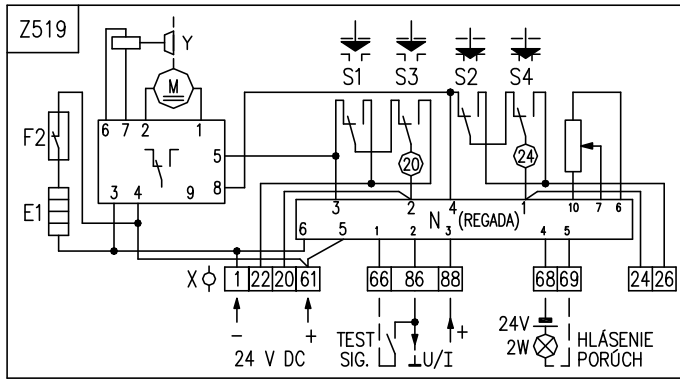 Z519
Y
S1 S3 S2 S4
M
6 7 2 1
F2
5
8
20
24
E1
3 4 9
3 2 4 1 10 7 6
N (REGADA)
6 5 1 2 3 4 5
X 1 22 20 61 66 86 88 68 69 24 26
− + TEST SIG. U/I + 24V 2W HLÁSENIE PORÚCH
24 V DC